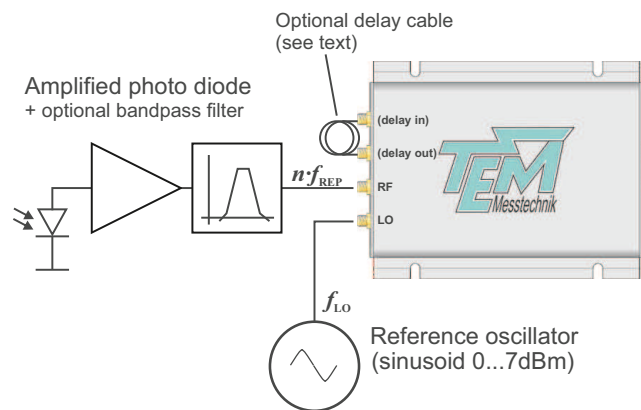 Optional delay cable
(see text)
Amplified photo diode
+ optional bandpass filter
(delay in)
(delay out)
n·fREP
RF
LO
TEM
Messtechnik
fLO
Reference oscillator
(sinusoid 0...7dBm)